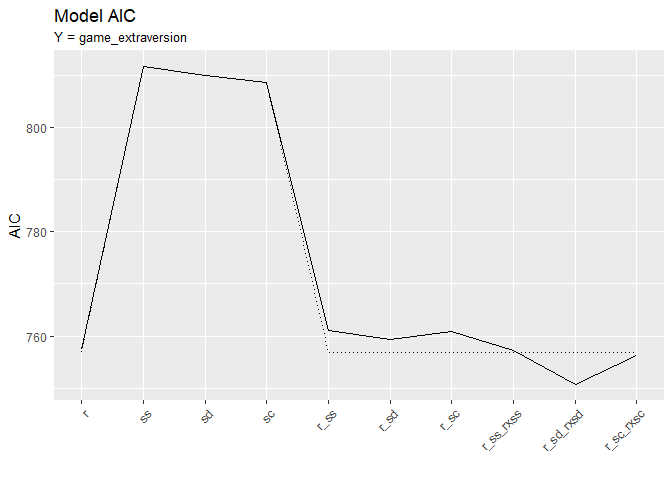 Model AIC
Y = game_extraversion
AIC
800
780
760
r
ss
sd
sc
r_ss
r_sd
r_sc
r_ss_rxss
r_sd_rxsd
r_sc_rxsc